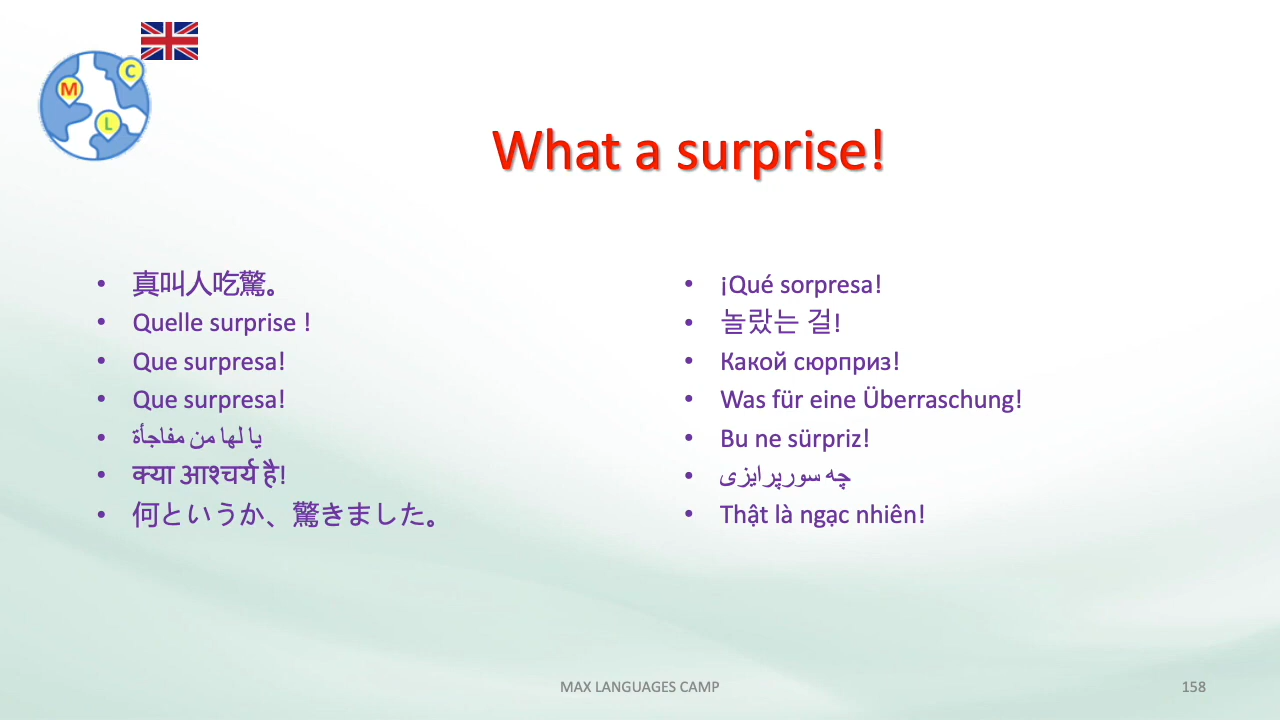 M
C
L
What a surprise!
真叫人吃驚。
Quelle surprise !
Que surpresa!
Que surpresa!
يا لها من مفاجأة
क्या आश्चर्य है!
何というか、驚きました。
¡Qué sorpresa!
놀랐는 걸!
Какой сюрприз!
Was für eine Überraschung!
Bu ne sürpriz!
چه سورپرایزی
Thật là ngạc nhiên!
MAX LANGUAGES CAMP
158